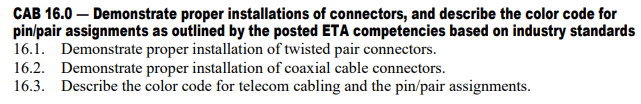 CAB 16.0 — Demonstrate proper installations of connectors, and describe the color code for
pin/pair assignments as outlined by the posted ETA competencies based on industry standards
16.1. Demonstrate proper installation of twisted pair connectors.
16.2. Demonstrate proper installation of coaxial cable connectors.
16.3. Describe the color code for telecom cabling and the pin/pair assignments.